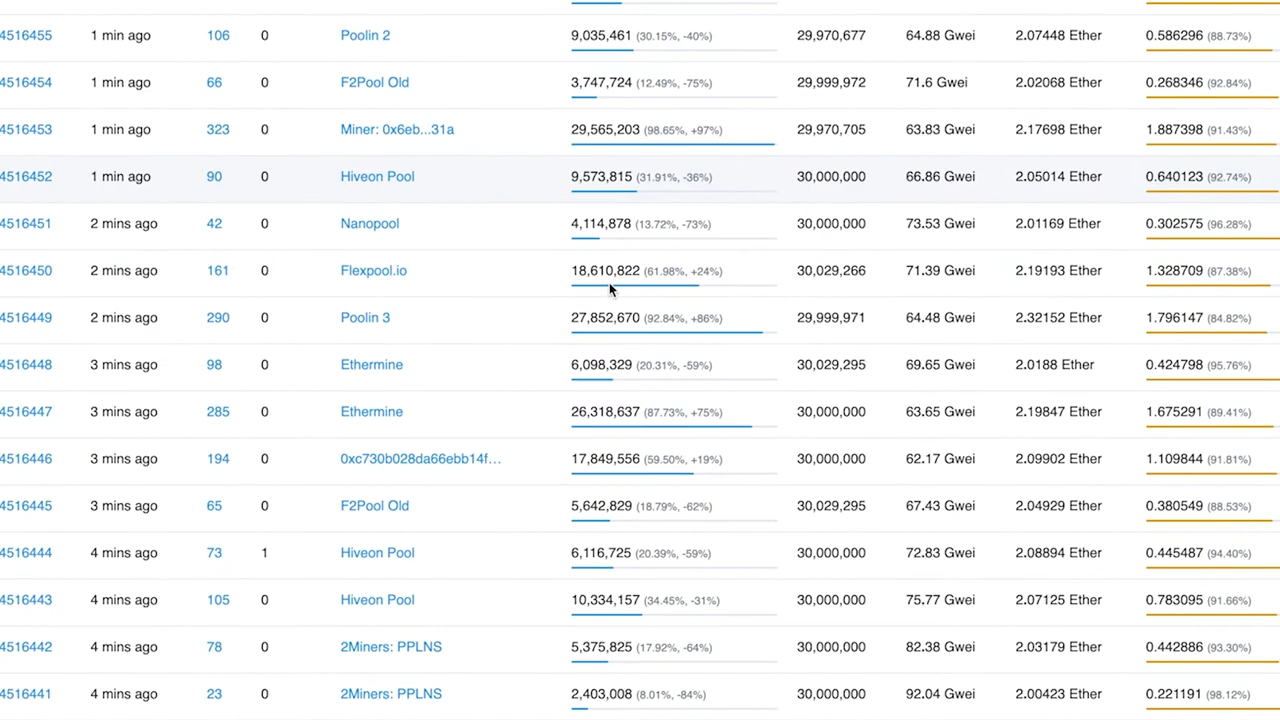 4516455 1 min ago 106 0 Poolin 2 9,035,461 (30.15%, -40%) 29,970,677 64.88 Gwei 2.07448 Ether 0.586296 (88.73%)
4516454 1 min ago 66 0 F2Pool Old 3,747,724 (12.49%, -75%) 29,999,972 71.6 Gwei 2.02068 Ether 0.268346 (92.84%)
4516453 1 min ago 323 0 Miner: 0x6eb...31a 29,565,203 (98.65%, +97%) 29,970,705 63.83 Gwei 2.17698 Ether 1.887398 (91.43%)
4516452 1 min ago 90 0 Hiveon Pool 9,573,815 (31.91%, -36%) 30,000,000 66.86 Gwei 2.05014 Ether 0.640123 (92.74%)
4516451 2 mins ago 42 0 Nanopool 4,114,878 (13.72%, -73%) 30,000,000 73.53 Gwei 2.01169 Ether 0.302575 (96.28%)
4516450 2 mins ago 161 0 Flexpool.io 18,610,822 (61.98%, +24%) 30,029,266 71.39 Gwei 2.19193 Ether 1.328709 (87.38%)
4516449 2 mins ago 290 0 Poolin 3 27,852,670 (92.84%, +86%) 29,999,971 64.48 Gwei 2.32152 Ether 1.796147 (84.82%)
4516448 3 mins ago 98 0 Ethermine 6,098,329 (20.31%, -59%) 30,029,295 69.65 Gwei 2.0188 Ether 0.424798 (95.76%)
4516447 3 mins ago 285 0 Ethermine 26,318,637 (87.73%, +75%) 30,000,000 63.65 Gwei 2.19847 Ether 1.675291 (89.41%)
4516446 3 mins ago 194 0 0xc730b028da66ebb14f... 17,849,556 (59.50%, +19%) 30,000,000 62.17 Gwei 2.09902 Ether 1.109844 (91.81%)
4516445 3 mins ago 65 0 F2Pool Old 5,642,829 (18.79%, -62%) 30,029,295 67.43 Gwei 2.04929 Ether 0.380549 (88.53%)
4516444 4 mins ago 73 1 Hiveon Pool 6,116,725 (20.39%, -59%) 30,000,000 72.83 Gwei 2.08894 Ether 0.445487 (94.40%)
4516443 4 mins ago 105 0 Hiveon Pool 10,334,157 (34.45%, -31%) 30,000,000 75.77 Gwei 2.07125 Ether 0.783095 (91.66%)
4516442 4 mins ago 78 0 2Miners: PPLNS 5,375,825 (17.92%, -64%) 30,000,000 82.38 Gwei 2.03179 Ether 0.442886 (93.30%)
4516441 4 mins ago 23 0 2Miners: PPLNS 2,403,008 (8.01%, -84%) 30,000,000 92.04 Gwei 2.00423 Ether 0.221191 (98.12%)